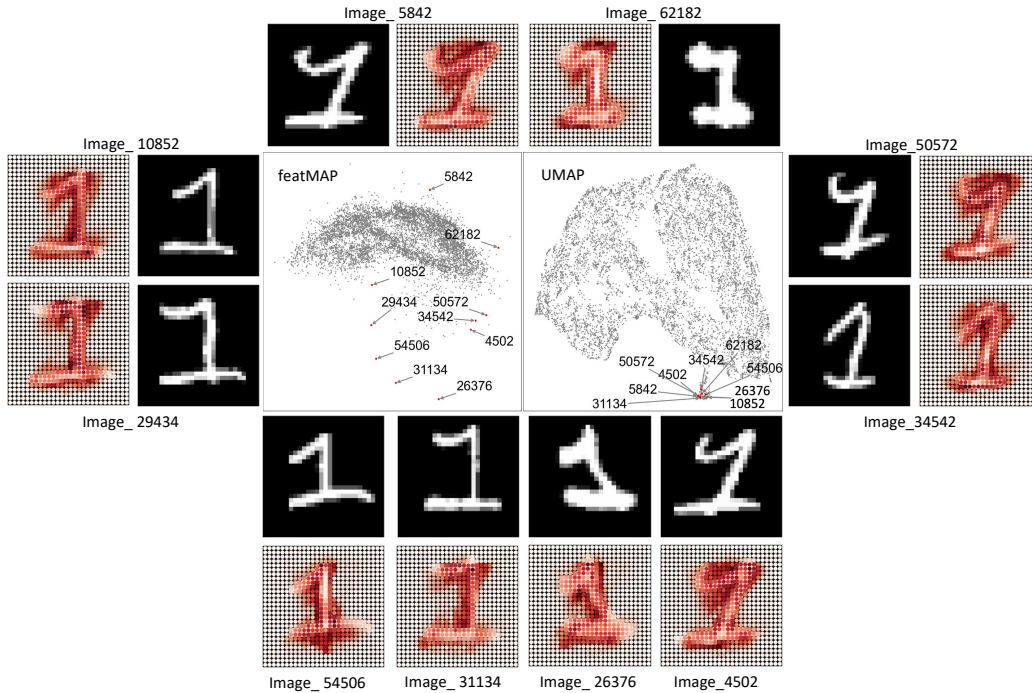 Image_ 5842
Image_ 62182
Image_ 10852
Image_50572
featMAP
5842
62182
10852
29434
50572
34542
4502
54506
31134
26376
UMAP
62182
50572
34542
4502
54506
5842
26376
31134
10852
Image_ 29434
Image_34542
Image_ 54506
Image_ 31134
Image_ 26376
Image_4502